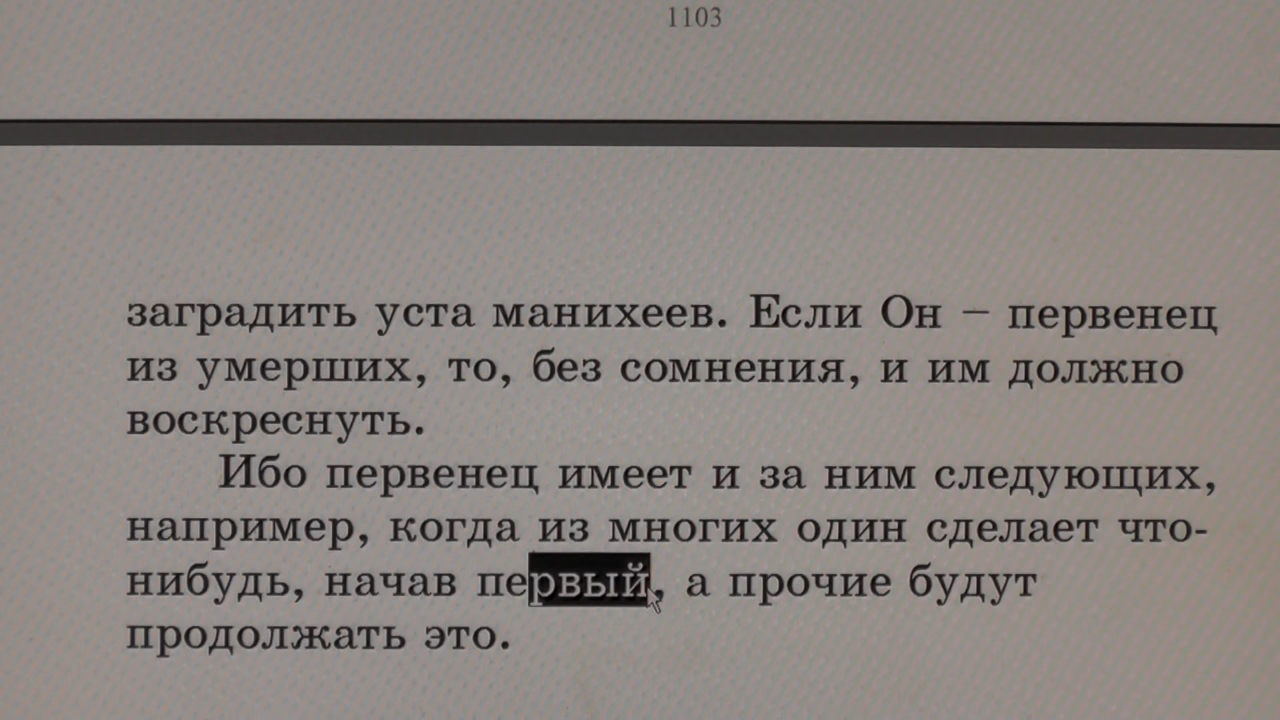 1103
заградить уста манихеев. Если Он – первенец
из умерших, то, без сомнения, и им должно
воскреснуть.
Ибо первенец имеет и за ним следующих,
например, когда из многих один сделает что-
нибудь, начав первый, а прочие будут
продолжать это.